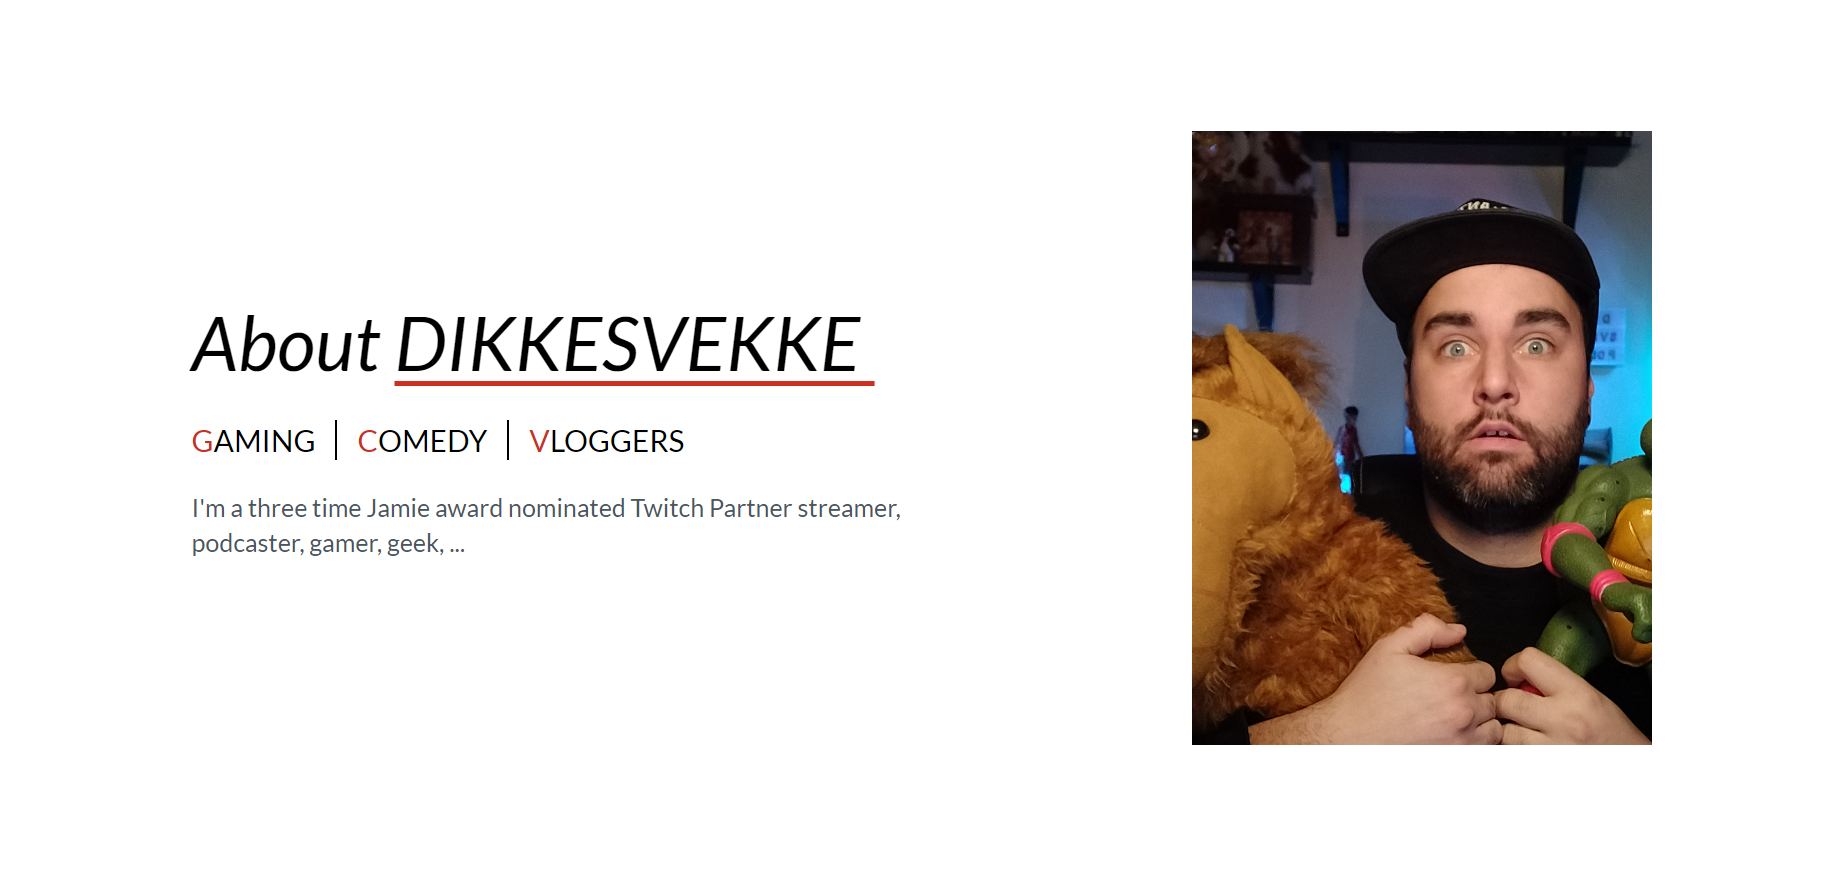 About DIKKESVEKKE
GAMING | COMEDY | VLOGGERS
I'm a three time Jamie award nominated Twitch Partner streamer,
podcaster, gamer, geek, ...